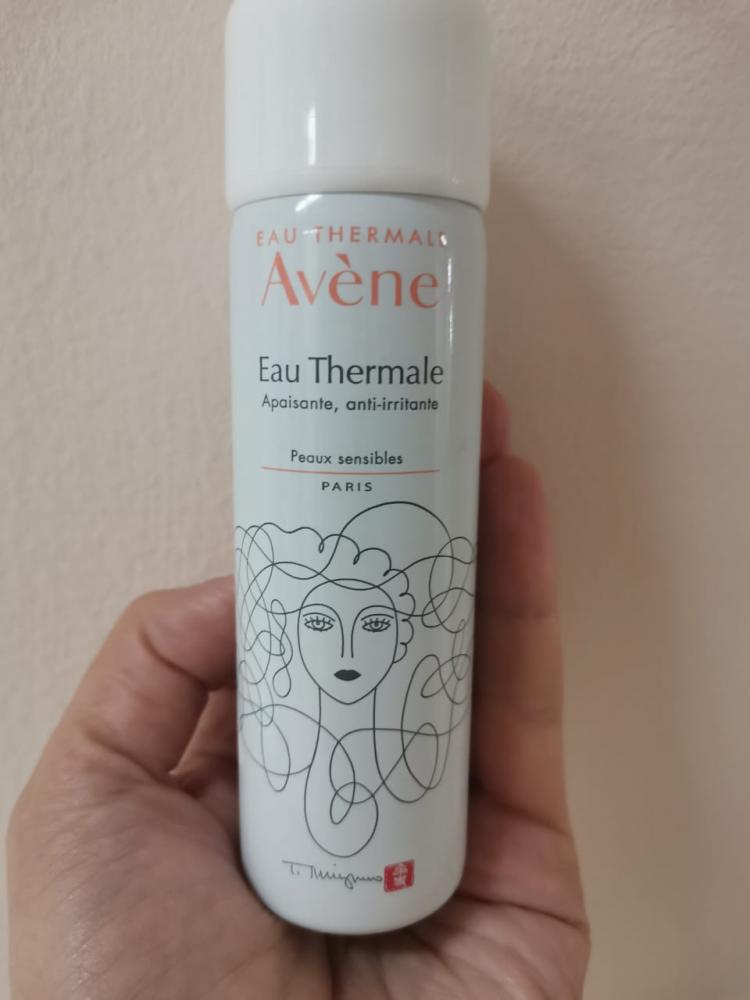 EAU THERMALE
Avène
Eau Thermale
Apaisante, anti-irritante
Peaux sensibles
PARIS